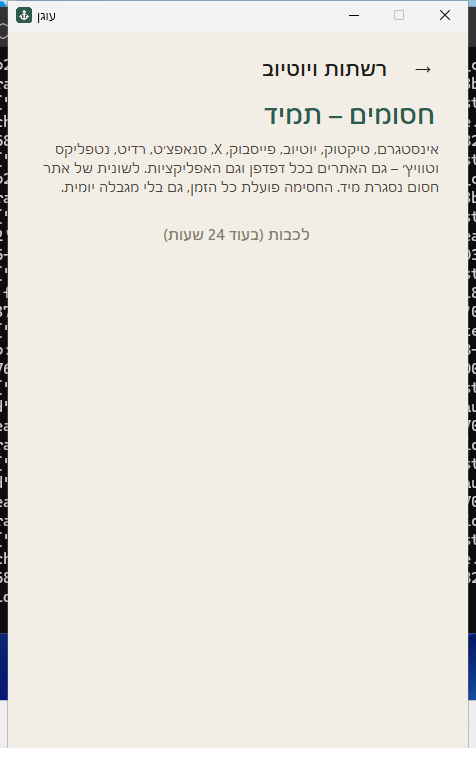 עוגן
רשתות ויוטיוב →
חסומים – תמיד
אינסטגרם, טיקטוק, יוטיוב, פייסבוק, X, סנאפצ׳ט, רדיט, נטפליקס
וטוויץ׳ – גם האתרים בכל דפדפן וגם האפליקציות. לשונית של אתר
חסום נסגרת מיד. החסימה פועלת כל הזמן, גם בלי מגבלה יומית.
לכבות (בעוד 24 שעות)